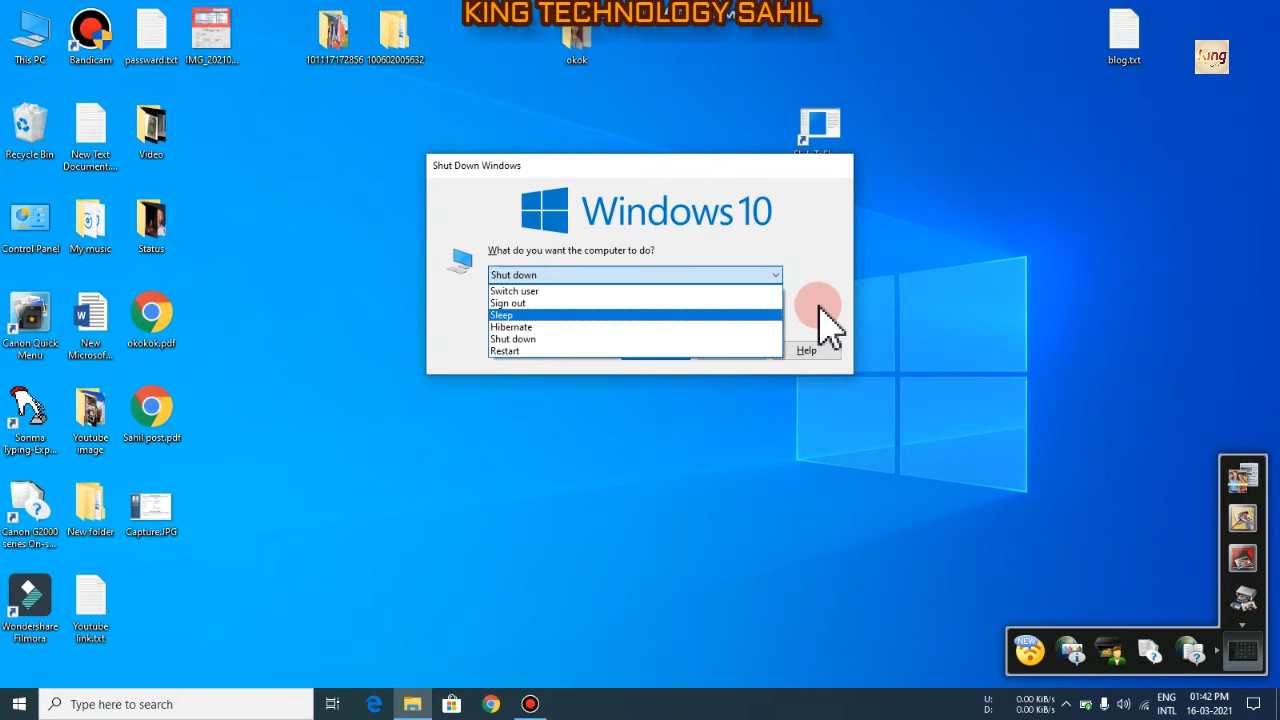 KING TECHNOLOGY SAHIL
This PC
Bandicam
passward.txt
IMG_20210...
101117172856
100602005632
okok
blog.txt
King
Recycle Bin
New Text
Document....
Video
Control Panel
My music
Status
Canon Quick
Menu
New
Microsof...
okokok.pdf
Sonma
Typing-Exp...
Youtube
image
Sahil post.pdf
Canon G2000
series On-s...
New folder
Capture.JPG
Wondershare
Filmora
Youtube
link.txt
Shut Down Windows
Windows 10
What do you want the computer to do?
Shut down
Switch user
Sign out
Sleep
Hibernate
Shut down
Restart
Help
NEW
Type here to search
U:
D:
0.00 KiB/s
0.00 KiB/s
ENG
INTL
01:42 PM
16-03-2021